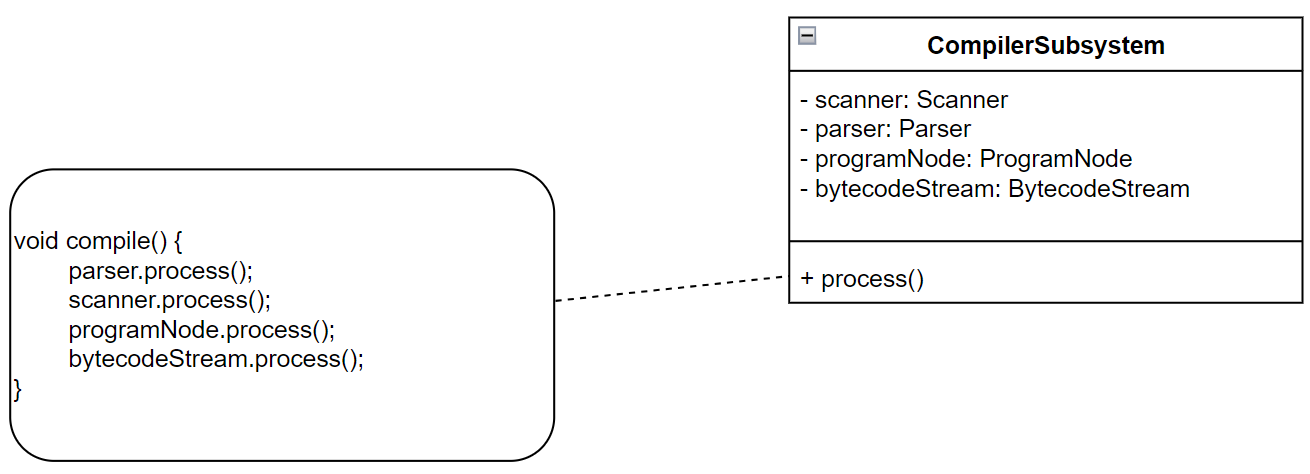 CompilerSubsystem
- scanner: Scanner
- parser: Parser
- programNode: ProgramNode
- bytecodeStream: BytecodeStream
+ process()
void compile() {
parser.process();
scanner.process();
programNode.process();
bytecodeStream.process();
}